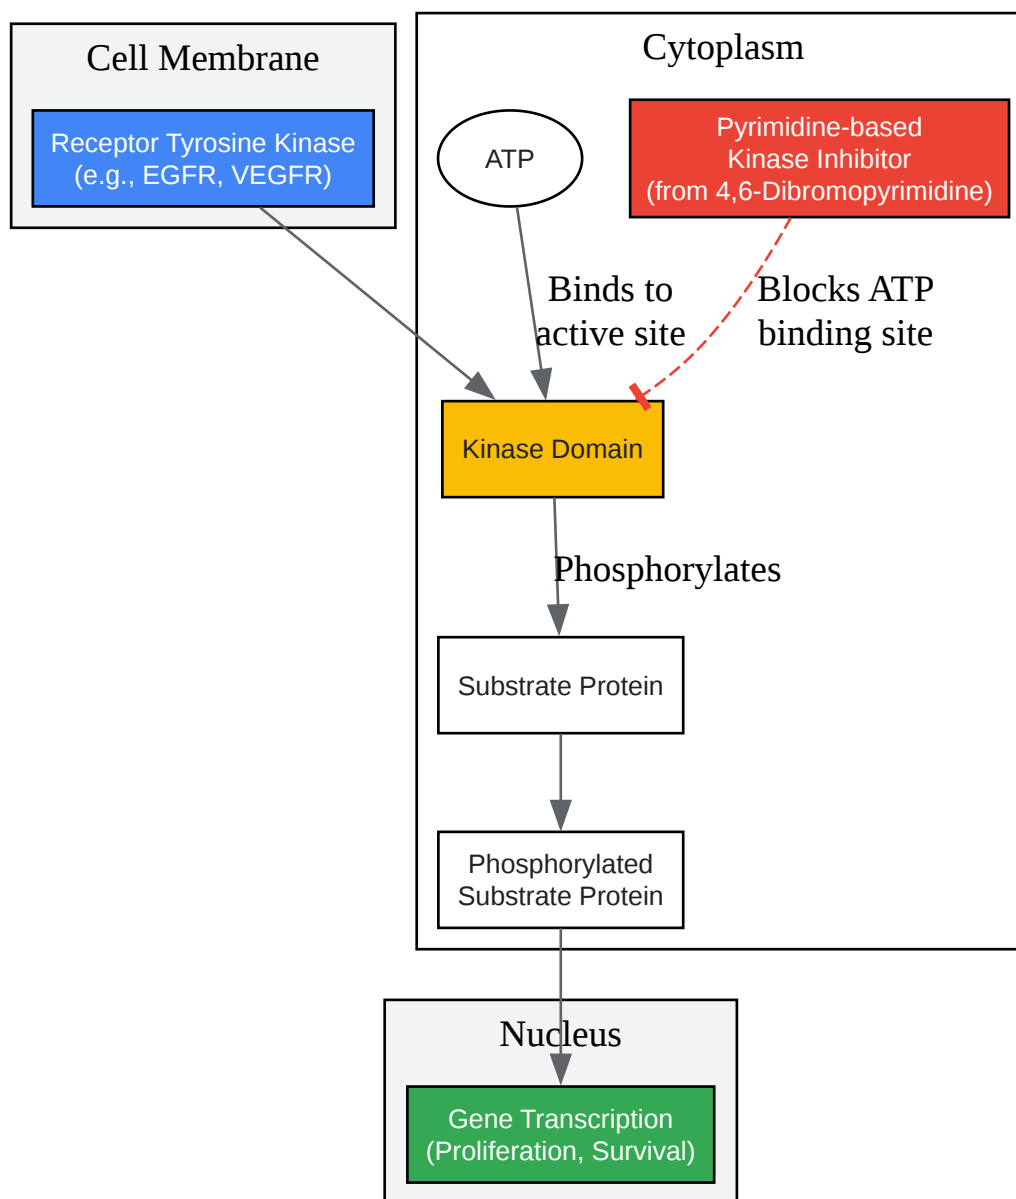 Cell Membrane
Receptor Tyrosine Kinase
(e.g., EGFR, VEGFR)
Cytoplasm
ATP
Pyrimidine-based
Kinase Inhibitor
(from 4,6-Dibromopyrimidine)
Binds to
active site
Blocks ATP
binding site
Kinase Domain
Phosphorylates
Substrate Protein
Phosphorylated
Substrate Protein
Nucleus
Gene Transcription
(Proliferation, Survival)